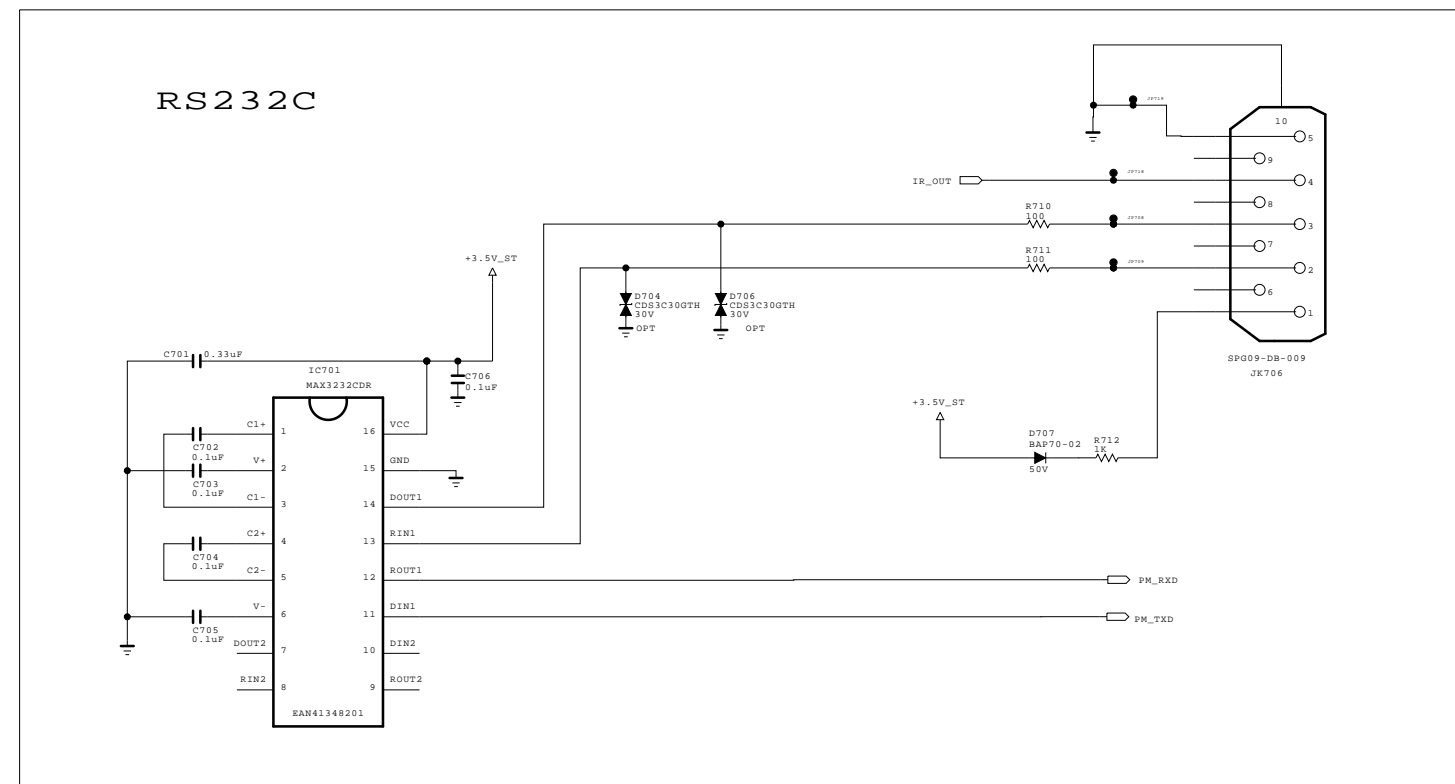 RS232C
JP719
10
5
9
IR_OUT
JP718
4
8
R710
100
JP708
3
7
R711
100
JP709
2
6
1
+3.5V_ST
D704
CDS3C30GTH
30V
OPT
D706
CDS3C30GTH
30V
OPT
SPG09-DB-009
JK706
C701
0.33uF
C706
0.1uF
IC701
MAX3232CDR
+3.5V_ST
D707
BAP70-02
50V
R712
1K
C1+
1
16
VCC
C702
0.1uF
V+
2
15
GND
C703
0.1uF
C1-
3
14
DOUT1
C2+
4
13
RIN1
C704
0.1uF
C2-
5
12
ROUT1
PM_RXD
V-
6
11
DIN1
PM_TXD
C705
0.1uF
DOUT2
7
10
DIN2
RIN2
8
9
ROUT2
EAN41348201